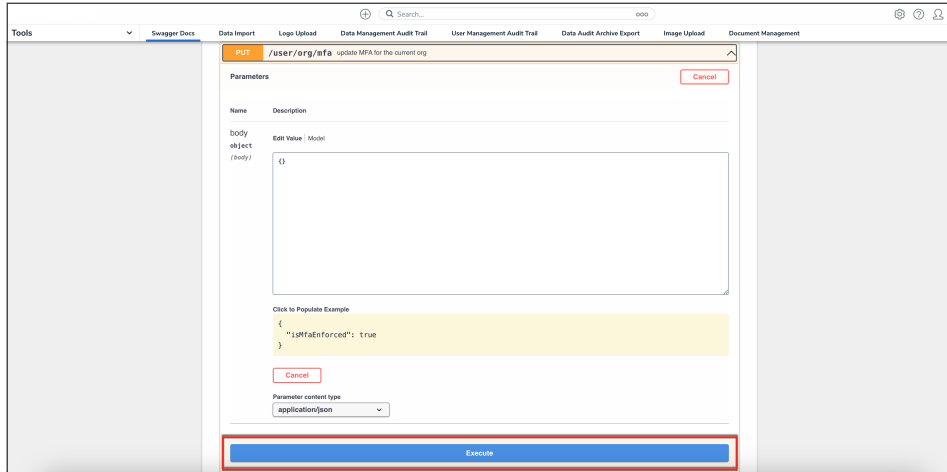 Search...
Tools
Swagger Docs
Data Import
Logo Upload
Data Management Audit Trail
User Management Audit Trail
Data Audit Archive Export
Image Upload
Document Management
PUT /user/org/mfa update MFA for the current org
Parameters
Cancel
Name Description
body
object
(body)
Edit Value | Model
{}
Click to Populate Example
{
"isMfaEnforced": true
}
Cancel
Parameter content type
application/json
Execute